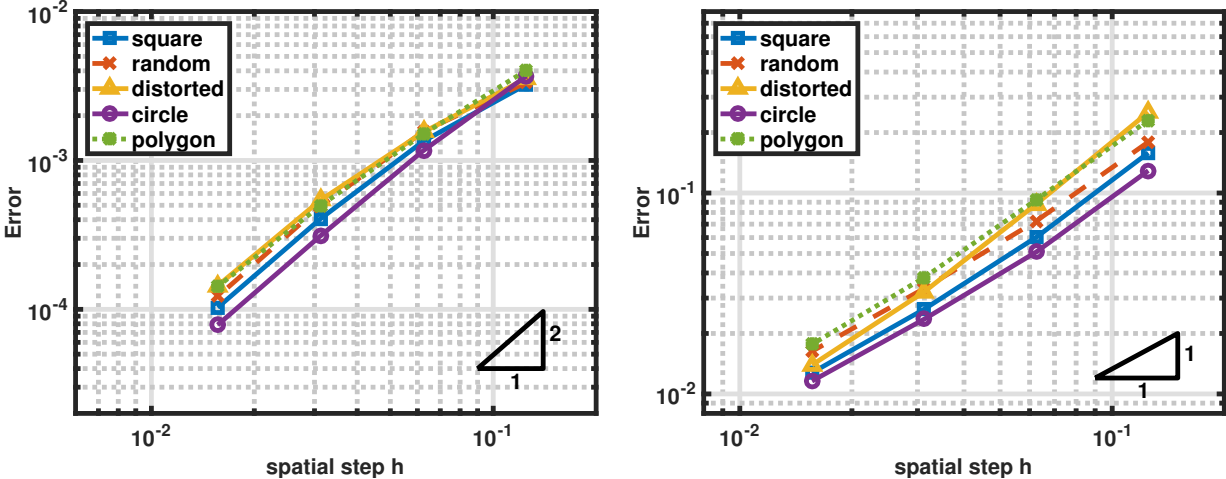 10^-2
10^-3
10^-4
Error
square
random
distorted
circle
polygon
2
1
10^-2
10^-1
spatial step h
10^-1
10^-2
Error
square
random
distorted
circle
polygon
1
1
10^-2
10^-1
spatial step h